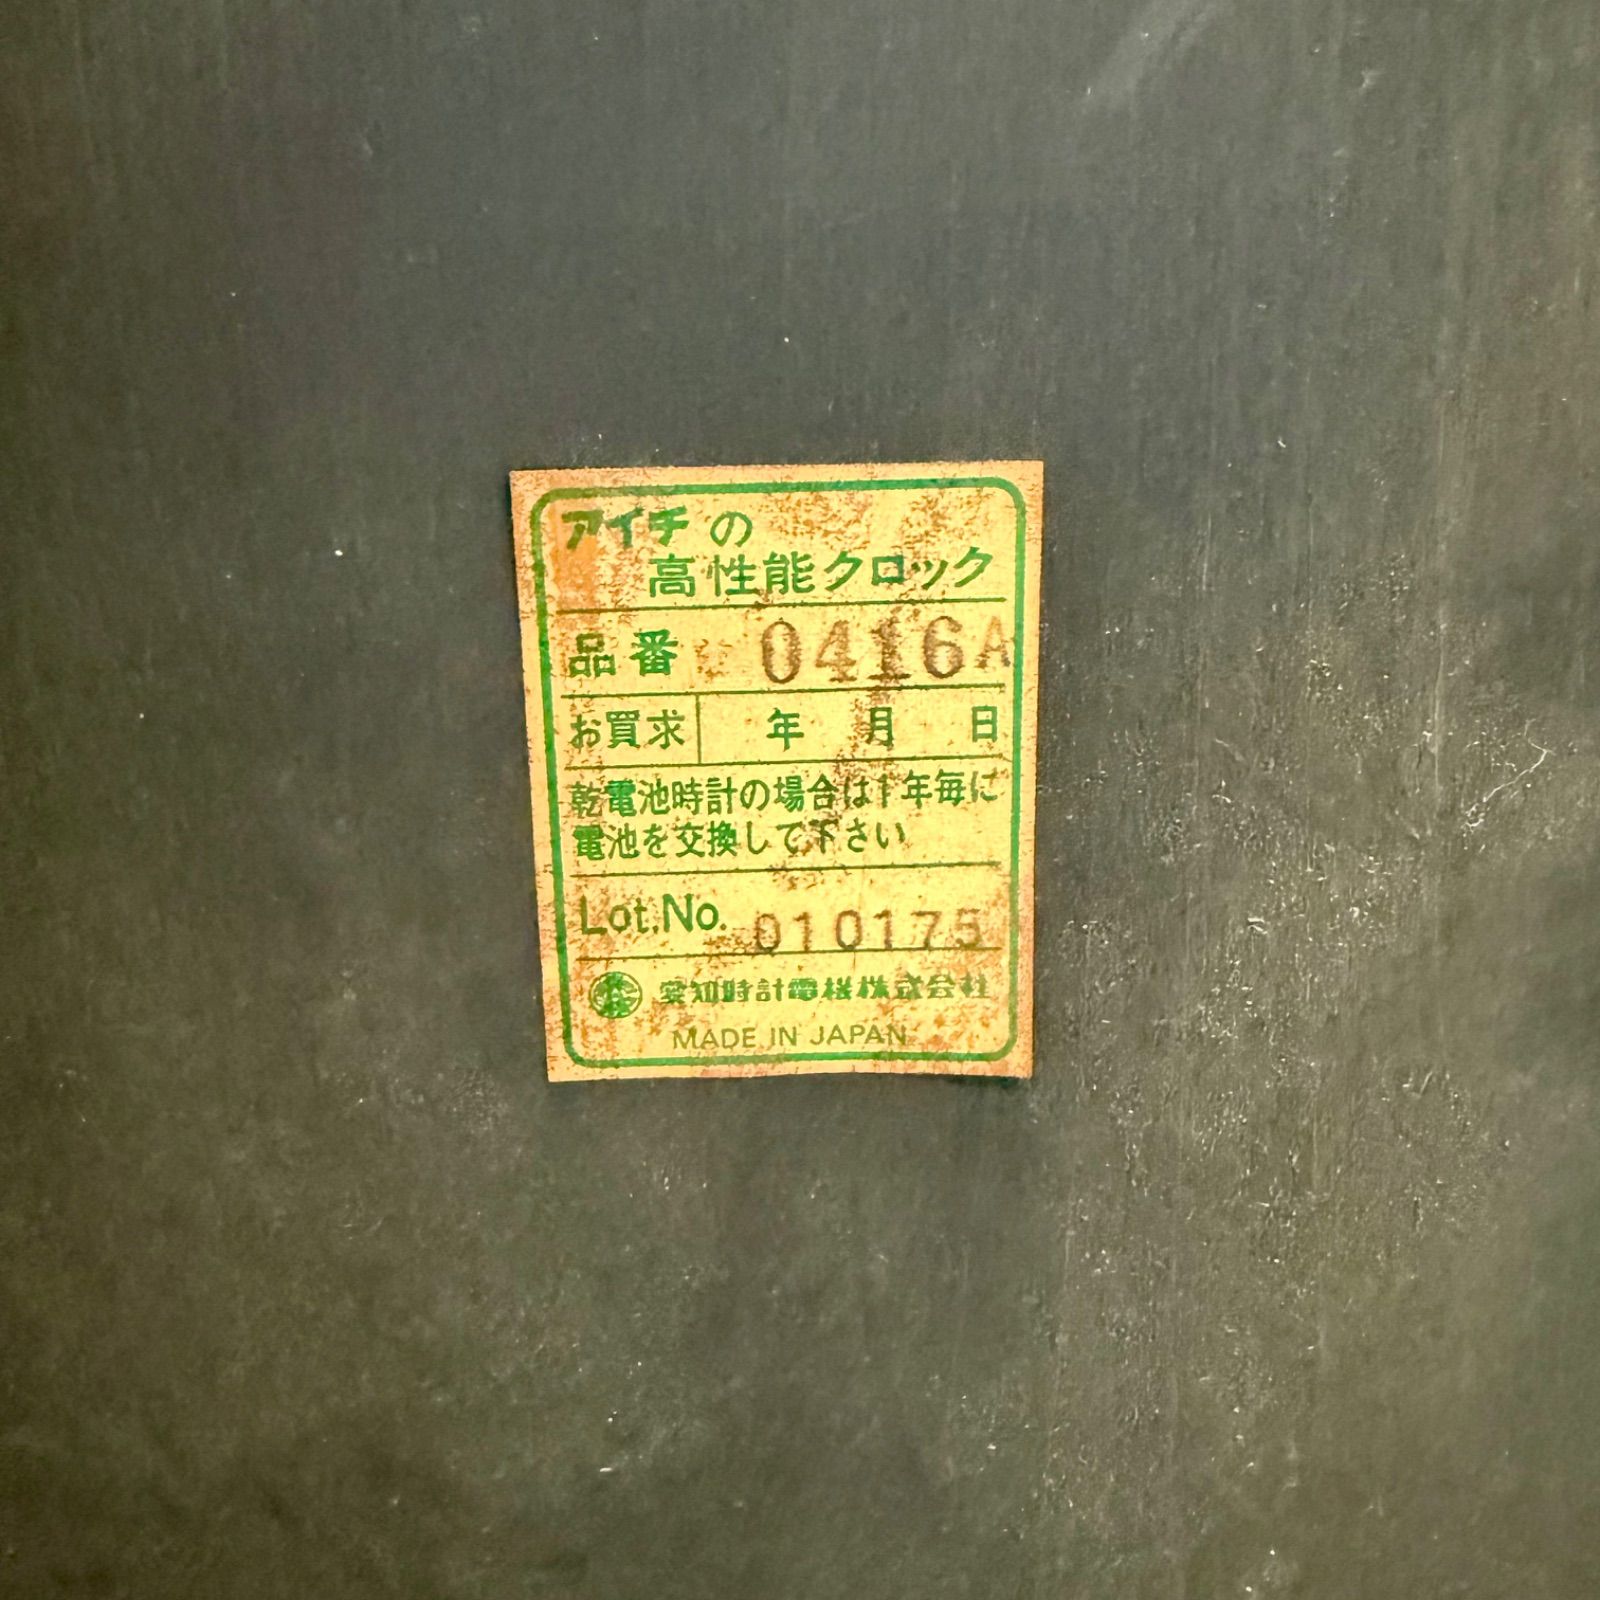 アイチの
高性能クロック
品番 0416A
お買求 年 月 日
乾電池時計の場合は1年毎に
電池を交換して下さい
Lot.No. 010175
愛知時計電機株式会社
MADE IN JAPAN